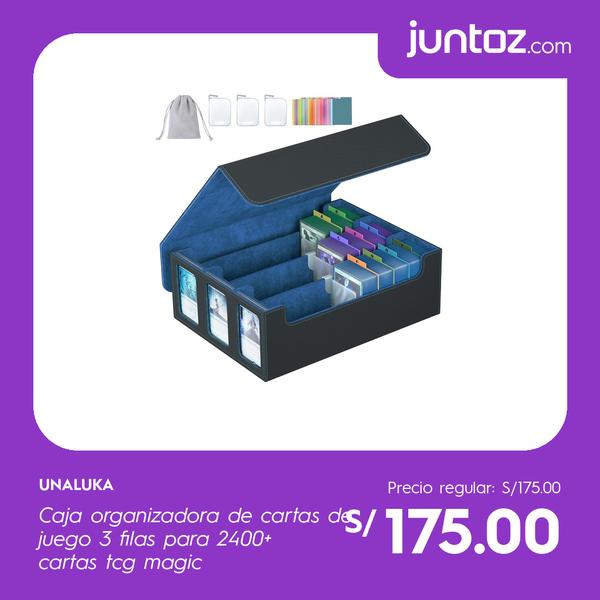 juntoz.com
UNALUKA
Caja organizadora de cartas de
juego 3 filas para 2400+
cartas tcg magic
Precio regular: S/175.00
S/ 175.00